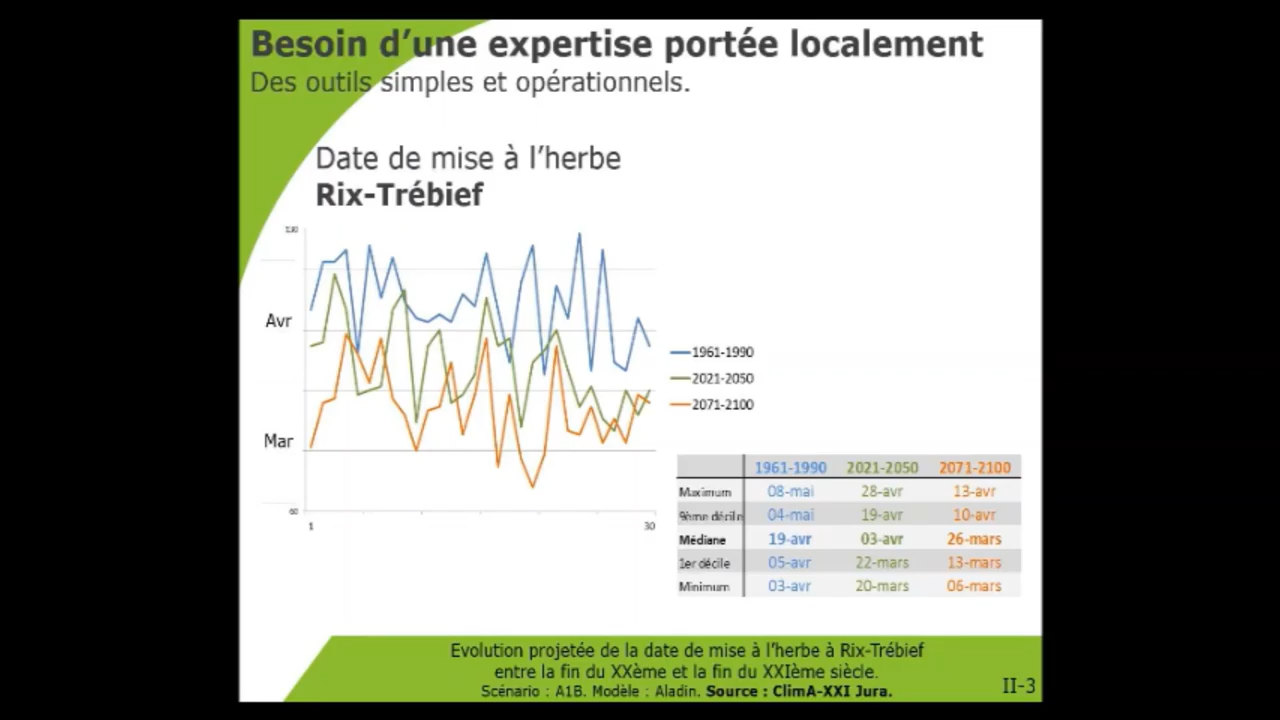 Besoin d'une expertise portée localement
Des outils simples et opérationnels.
Date de mise à l'herbe
Rix-Trébief
130
Avr
Mar
60
1
30
1961-1990
2021-2050
2071-2100
1961-1990 2021-2050 2071-2100
Maximum 08-mai 28-avr 13-avr
9ème décile 04-mai 19-avr 10-avr
Médiane 19-avr 03-avr 26-mars
1er décile 05-avr 22-mars 13-mars
Minimum 03-avr 20-mars 06-mars
Evolution projetée de la date de mise à l'herbe à Rix-Trébief
entre la fin du XXème et la fin du XXIème siècle.
Scénario : A1B. Modèle : Aladin. Source : ClimA-XXI Jura.
II-3